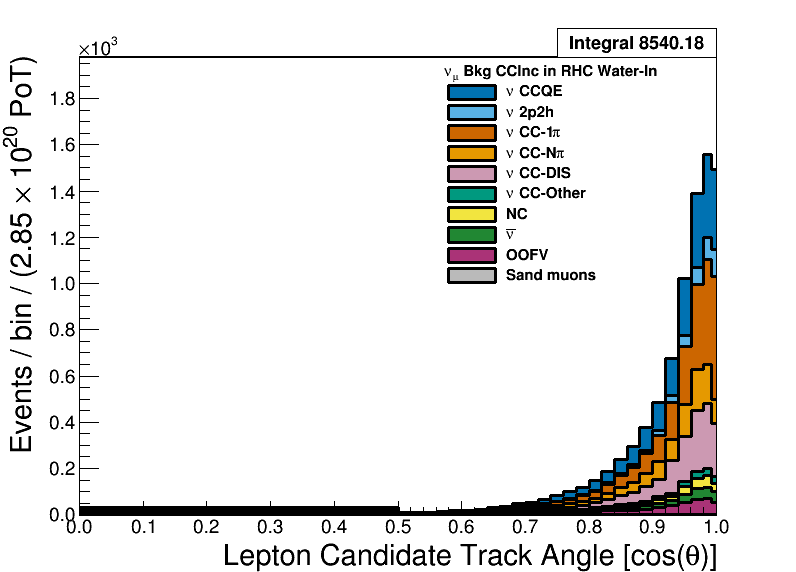 ×10³
Integral 8540.18
Events / bin / (2.85 × 10²⁰ PoT)
ν_μ Bkg CCInc in RHC Water-In
ν CCQE
ν 2p2h
ν CC-1π
ν CC-Nπ
ν CC-DIS
ν CC-Other
NC
ν̅
OOFV
Sand muons
1.8
1.6
1.4
1.2
1.0
0.8
0.6
0.4
0.2
0.0
0.0 0.1 0.2 0.3 0.4 0.5 0.6 0.7 0.8 0.9 1.0
Lepton Candidate Track Angle [cos(θ)]